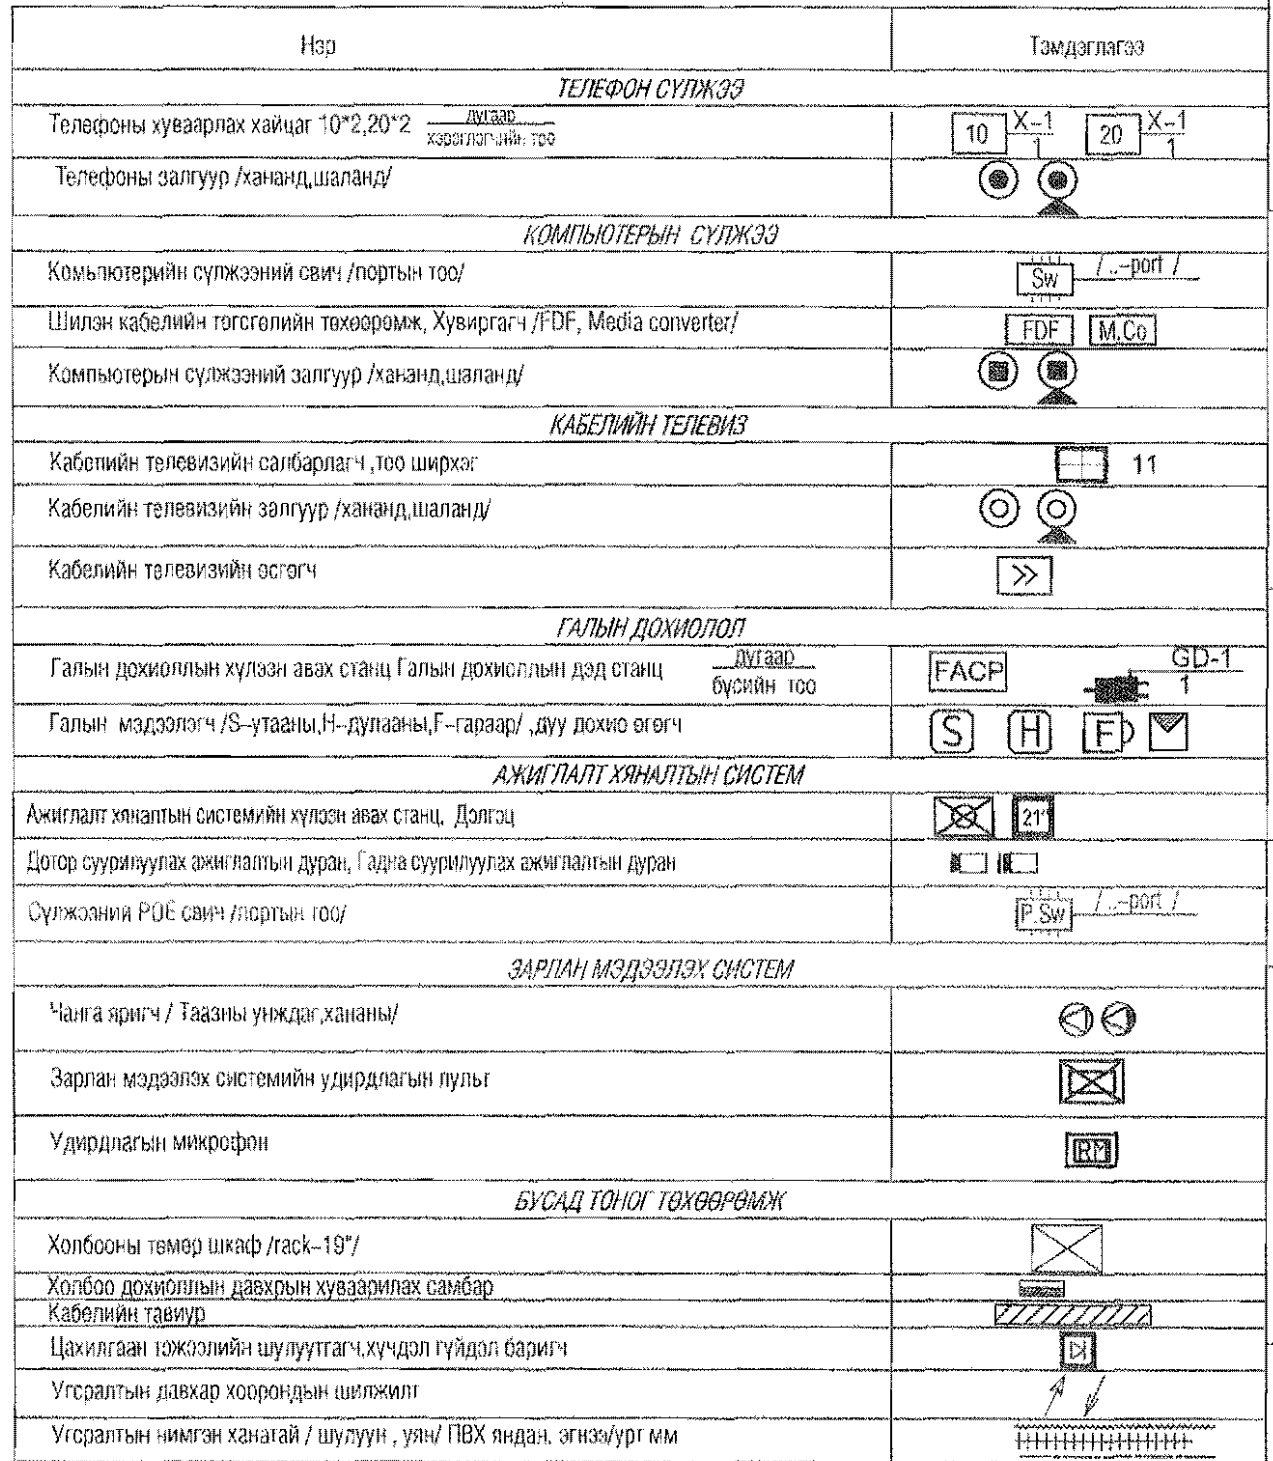 Нэр Тэмдэглэгээ
ТЕЛЕФОН СҮЛЖЭЭ
Телефоны хуваарлах хайцаг 10*2,20*2 дугаар 10 X-1 20 X-1
хэрэглэгчийн тоо 1 1
Телефоны залгуур /хананд,шаланд/
КОМПЬЮТЕРЫН СҮЛЖЭЭ
Комьпютерийн сүлжээний свич /портын тоо/ Sw /..-port /
Шилэн кабелийн төгсгөлийн төхөөрөмж, Хувиргагч /FDF, Media converter/ FDF M.Co
Компьютерын сүлжээний залгуур /хананд,шаланд/
КАБЕЛИЙН ТЕЛЕВИЗ
Кабелийн телевизийн салбарлагч ,тоо ширхэг 11
Кабелийн телевизийн залгуур /хананд,шаланд/
Кабелийн телевизийн өсгөгч >>
ГАЛЫН ДОХИОЛОЛ
Галын дохиоллын хүлээн авах станц Галын дохиоллын дэд станц дугаар FACP GD-1
бүсийн тоо 1
Галын мэдээлэгч /S-утааны,H-дулааны,F-гараар/ ,дуу дохио өгөгч S H F
АЖИГЛАЛТ ХЯНАЛТЫН СИСТЕМ
Ажиглалт хяналтын системийн хүлээн авах станц, Дэлгэц 21"
Дотор суурилуулах ажиглалтын дуран, Гадна суурилуулах ажиглалтын дуран
Сүлжээний POE свич /портын тоо/ P.Sw /..-port /
ЗАРЛАН МЭДЭЭЛЭХ СИСТЕМ
Чанга яригч / Таазны унждаг,хананы/
Зарлан мэдээлэх системийн удирдлагын пульт
Удирдлагын микрофон RM
БУСАД ТОНОГ ТӨХӨӨРӨМЖ
Холбооны төмөр шкаф /rack-19"/
Холбоо дохиоллын давхрын хуваарилах самбар
Кабелийн тавиур
Цахилгаан тэжээлийн шулуутгагч,хүчдэл гүйдэл баригч
Угсралтын давхар хоорондын шилжилт
Угсралтын нимгэн ханатай / шулуун , уян/ ПВХ яндан, эгнээ/урт мм